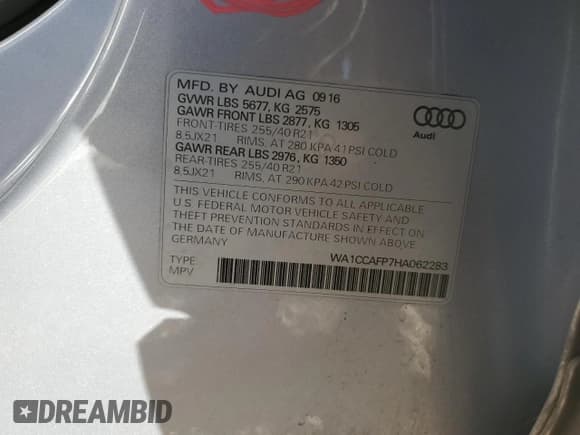 MFD. BY AUDI AG 09 16
GVWR LBS 5677, KG 2575
GAWR FRONT LBS 2877, KG 1305
FRONT-TIRES 255/40 R21
8.5JX21 RIMS, AT 280 KPA 41 PSI COLD
GAWR REAR LBS 2976, KG 1350
REAR-TIRES 255/40 R21
8.5JX21 RIMS, AT 290 KPA 42 PSI COLD
THIS VEHICLE CONFORMS TO ALL APPLICABLE
U.S. FEDERAL MOTOR VEHICLE SAFETY AND
THEFT PREVENTION STANDARDS IN EFFECT ON
THE DATE OF MANUFACTURE SHOWN ABOVE.
GERMANY
Audi
WA1CCAFP7HA062283
TYPE
MPV
DREAMBID